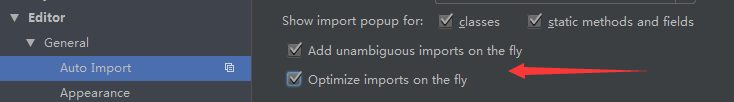 Editor
General
Auto Import
Appearance
Show import popup for: classes static methods and fields
Add unambiguous imports on the fly
Optimize imports on the fly